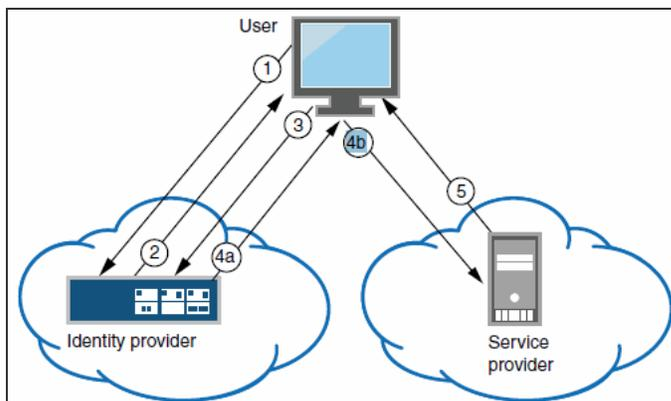 User
1
3
4b
5
2
4a
Identity provider
Service
provider